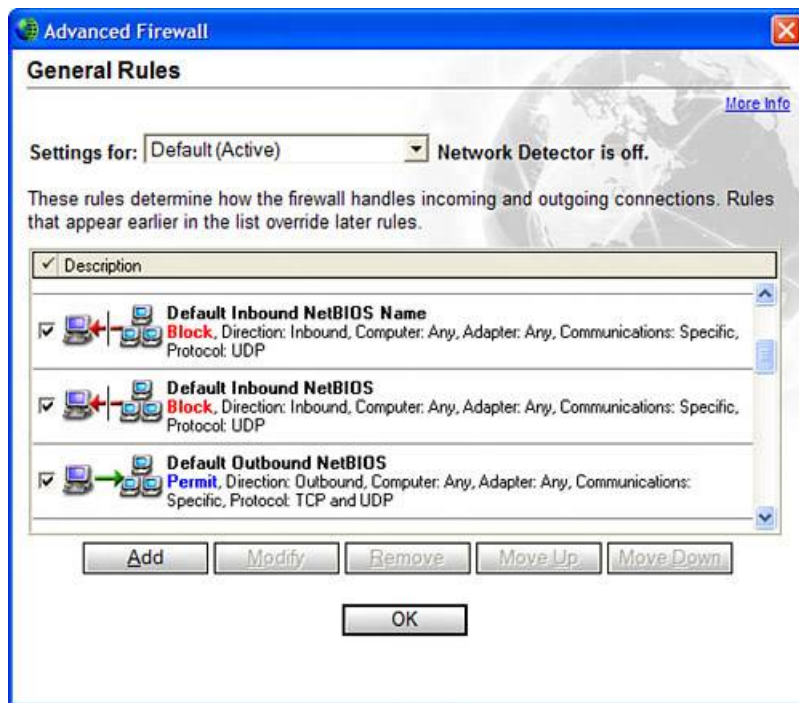 Advanced Firewall
General Rules
More Info
Settings for: Default (Active) Network Detector is off.
These rules determine how the firewall handles incoming and outgoing connections. Rules
that appear earlier in the list override later rules.
✓ Description
Default Inbound NetBIOS Name
Block, Direction: Inbound, Computer: Any, Adapter: Any, Communications: Specific,
Protocol: UDP
Default Inbound NetBIOS
Block, Direction: Inbound, Computer: Any, Adapter: Any, Communications: Specific,
Protocol: UDP
Default Outbound NetBIOS
Permit, Direction: Outbound, Computer: Any, Adapter: Any, Communications:
Specific, Protocol: TCP and UDP
Add Modify Remove Move Up Move Down
OK